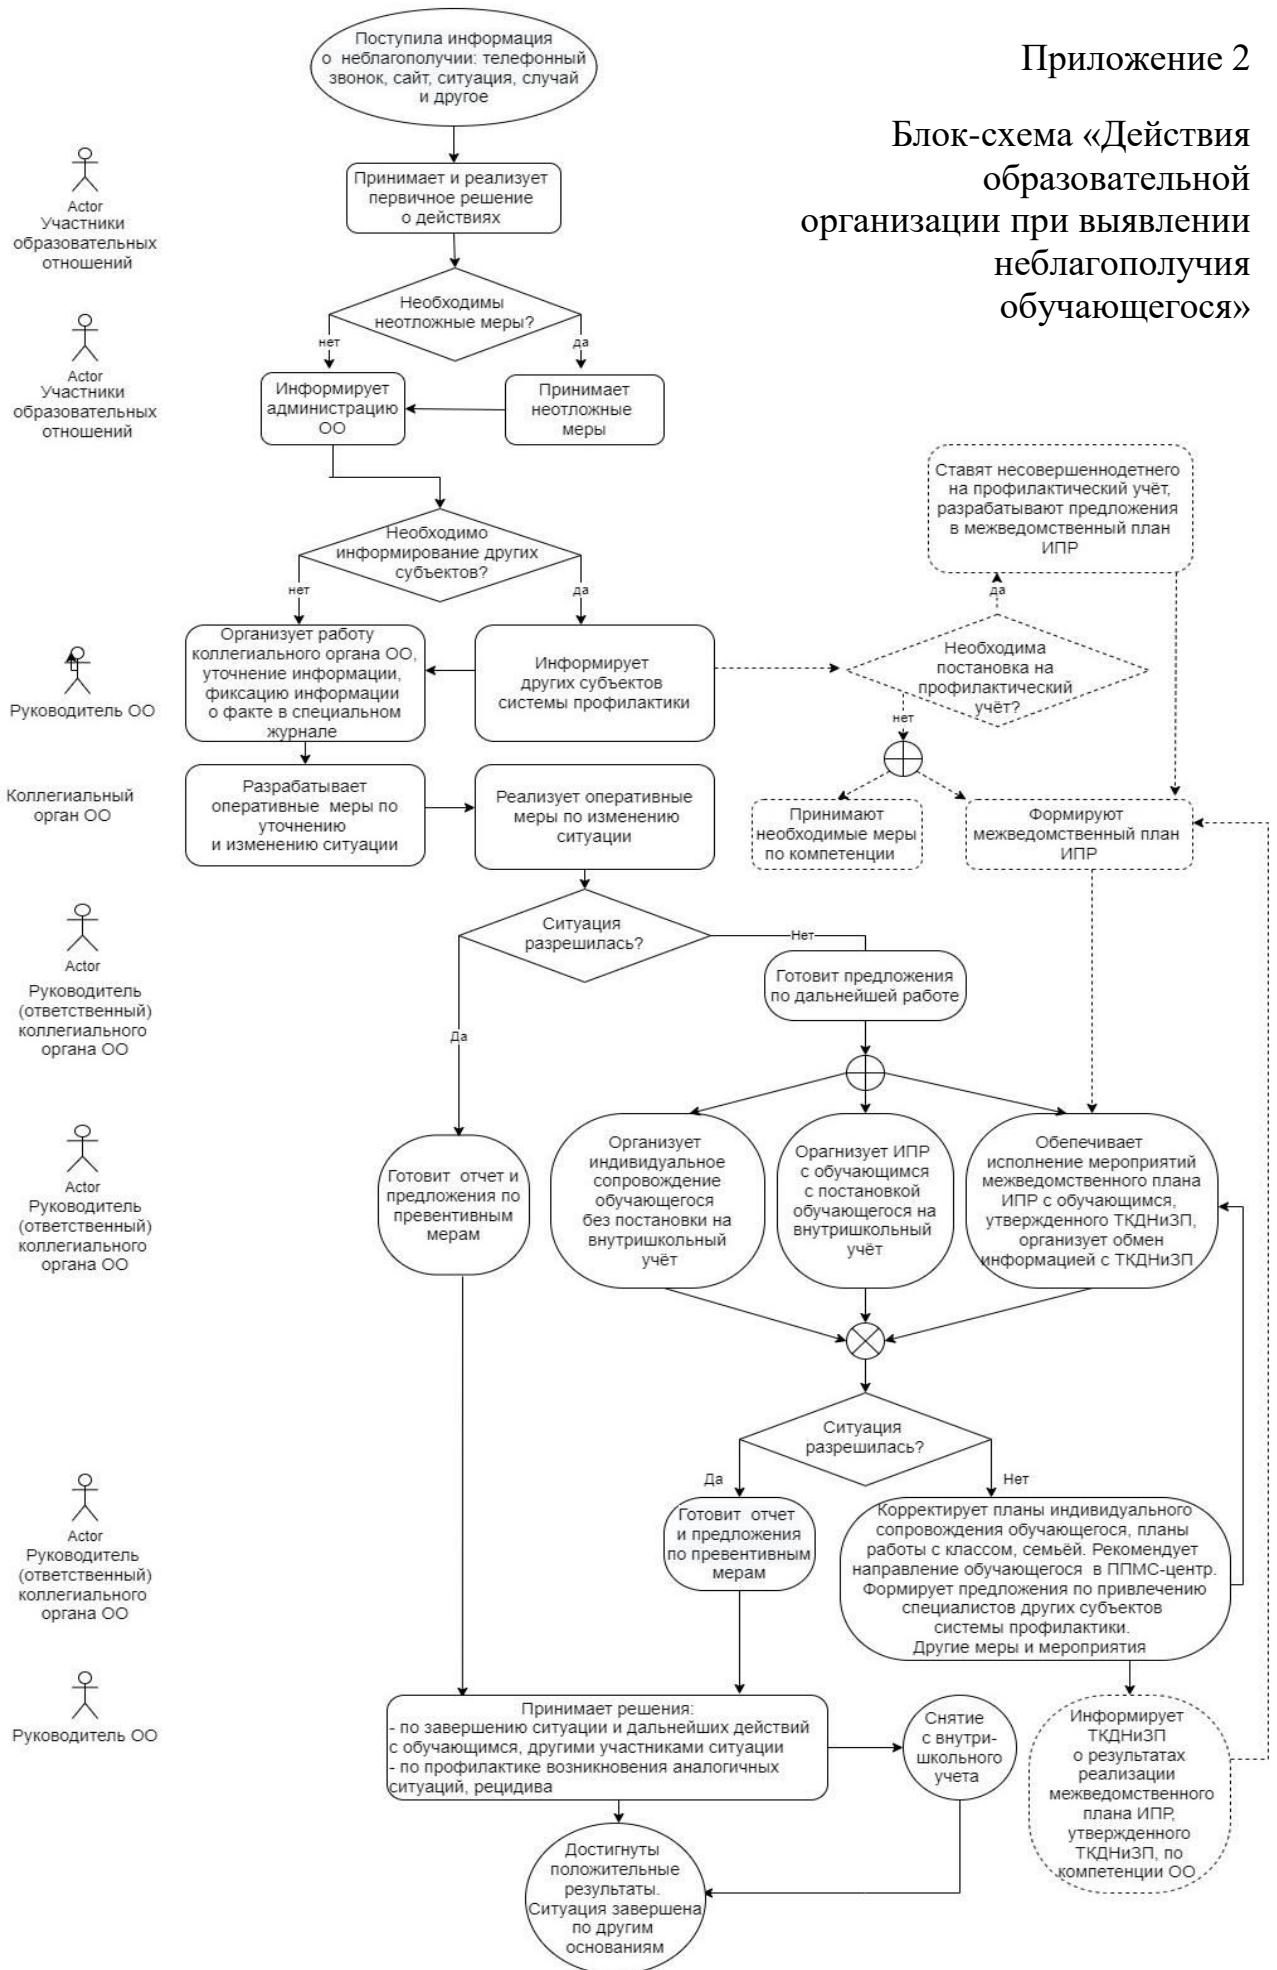 Приложение 2
Блок-схема «Действия
образовательной
организации при выявлении
неблагополучия
обучающегося»
Поступила информация
о неблагополучии: телефонный
звонок, сайт, ситуация, случай
и другое
Actor
Участники
образовательных
отношений
Принимает и реализует
первичное решение
о действиях
Необходимы
неотложные меры?
нет
да
Actor
Участники
образовательных
отношений
Информирует
администрацию
ОО
Принимает
неотложные
меры
Ставят несовершеннодетнего
на профилактический учёт,
разрабатывают предложения
в межведомственный план
ИПР
Необходимо
информирование других
субъектов?
нет
да
да
Руководитель ОО
Организует работу
коллегиального органа ОО,
уточнение информации,
фиксацию информации
о факте в специальном
журнале
Информирует
других субъектов
системы профилактики
Необходима
постановка на
профилактический
учёт?
нет
Коллегиальный
орган ОО
Разрабатывает
оперативные меры по
уточнению
и изменению ситуации
Реализует оперативные
меры по изменению
ситуации
Принимают
необходимые меры
по компетенции
Формируют
межведомственный план
ИПР
Actor
Руководитель
(ответственный)
коллегиального
органа ОО
Ситуация
разрешилась?
Нет
Да
Готовит предложения
по дальнейшей работе
Actor
Руководитель
(ответственный)
коллегиального
органа ОО
Готовит отчет и
предложения по
превентивным
мерам
Организует
индивидуальное
сопровождение
обучающегося
без постановки на
внутришкольный
учёт
Орагнизует ИПР
с обучающимся
с постановкой
обучающегося на
внутришкольный
учёт
Обепечивает
исполнение мероприятий
межведомственного плана
ИПР с обучающимся,
утвержденного ТКДНиЗП,
организует обмен
информацией с ТКДНиЗП
Ситуация
разрешилась?
Да
Нет
Actor
Руководитель
(ответственный)
коллегиального
органа ОО
Готовит отчет
и предложения
по превентивным
мерам
Корректирует планы индивидуального
сопровождения обучающегося, планы
работы с классом, семьёй. Рекомендует
направление обучающегося в ППМС-центр.
Формирует предложения по привлечению
специалистов других субъектов
системы профилактики.
Другие меры и мероприятия
Руководитель ОО
Принимает решения:
- по завершению ситуации и дальнейших действий
с обучающимся, другими участниками ситуации
- по профилактике возникновения аналогичных
ситуаций, рецидива
Снятие
с внутри-
школьного
учета
Информирует
ТКДНиЗП
о результатах
реализации
межведомственного
плана ИПР,
утвержденного
ТКДНиЗП, по
компетенции ОО
Достигнуты
положительные
результаты.
Ситуация завершена
по другим
основаниям